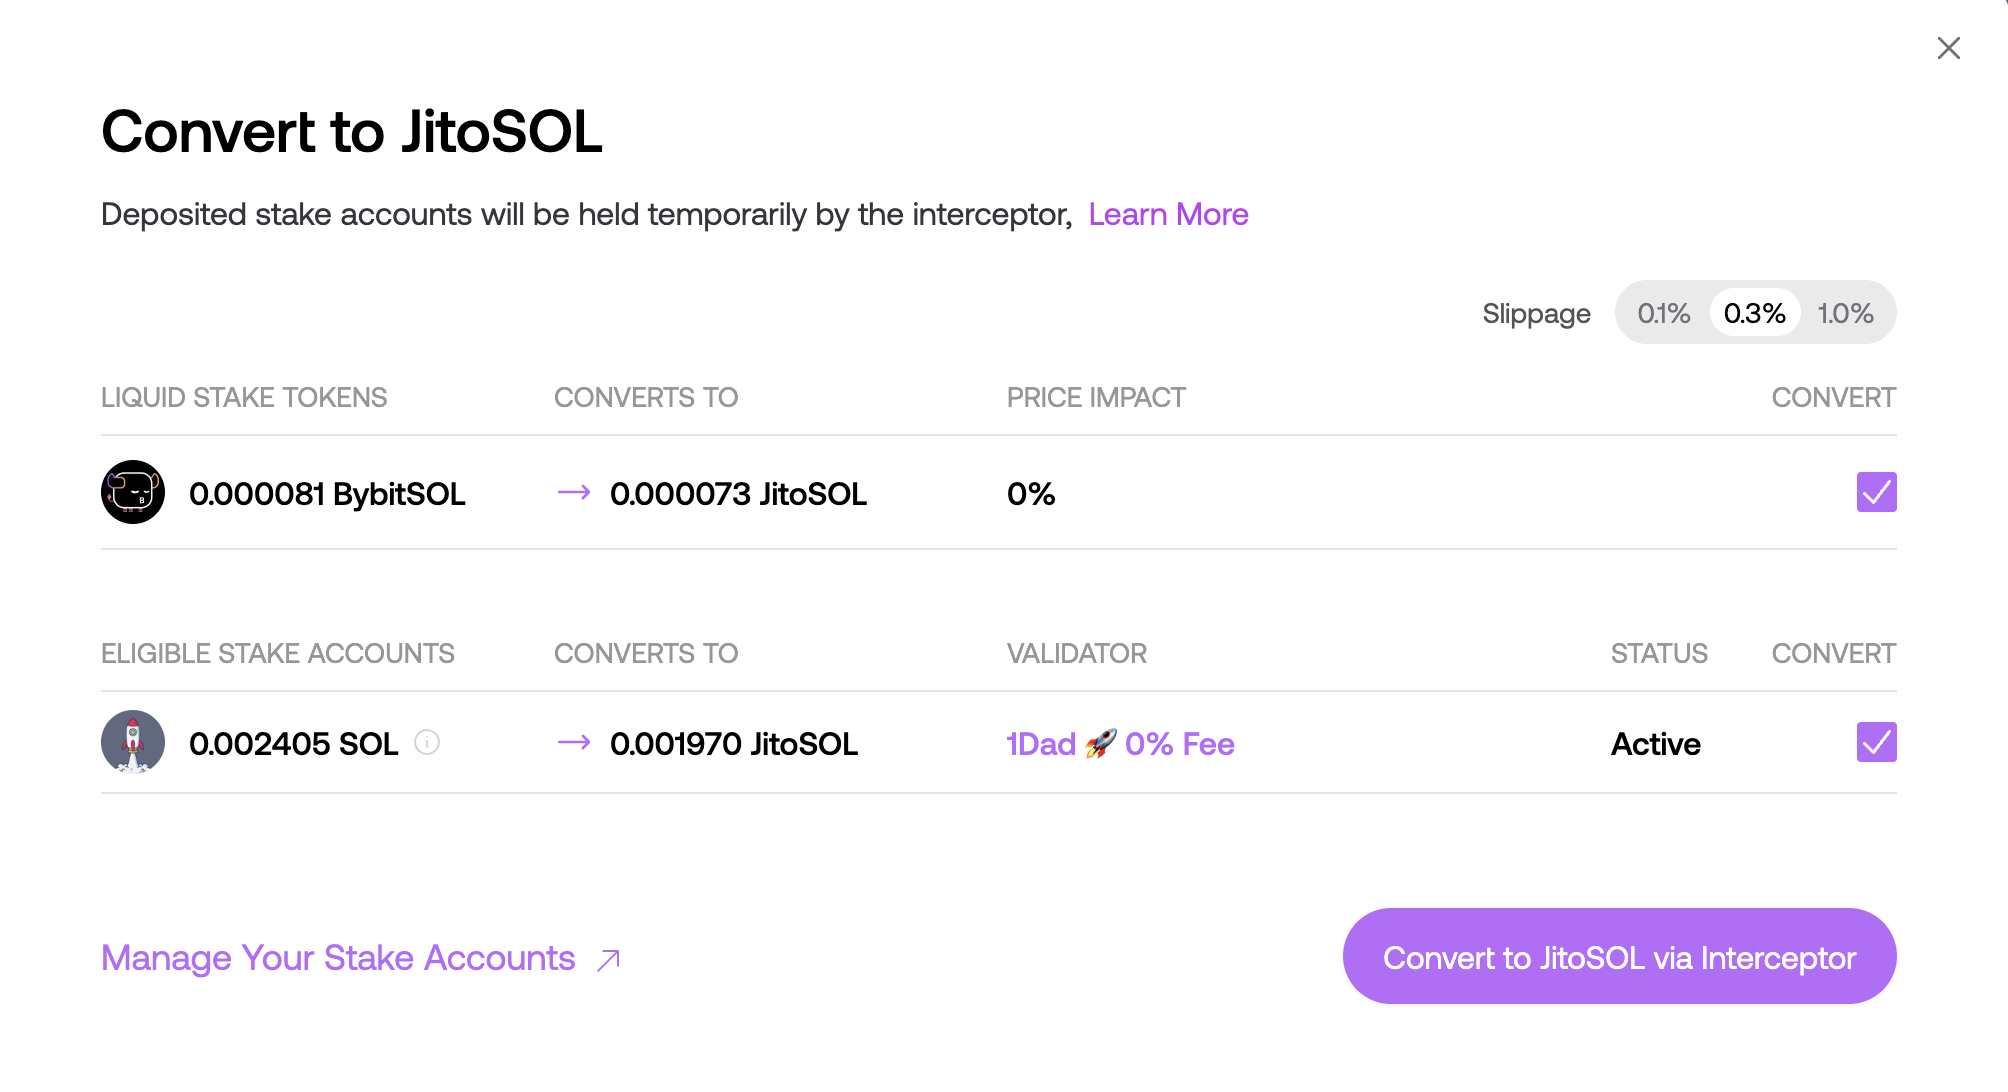 Convert to JitoSOL
Deposited stake accounts will be held temporarily by the interceptor, Learn More
Slippage 0.1% 0.3% 1.0%
LIQUID STAKE TOKENS CONVERTS TO PRICE IMPACT CONVERT
0.000081 BybitSOL → 0.000073 JitoSOL 0%
ELIGIBLE STAKE ACCOUNTS CONVERTS TO VALIDATOR STATUS CONVERT
0.002405 SOL → 0.001970 JitoSOL 1Dad 🚀 0% Fee Active
Manage Your Stake Accounts ↗
Convert to JitoSOL via Interceptor